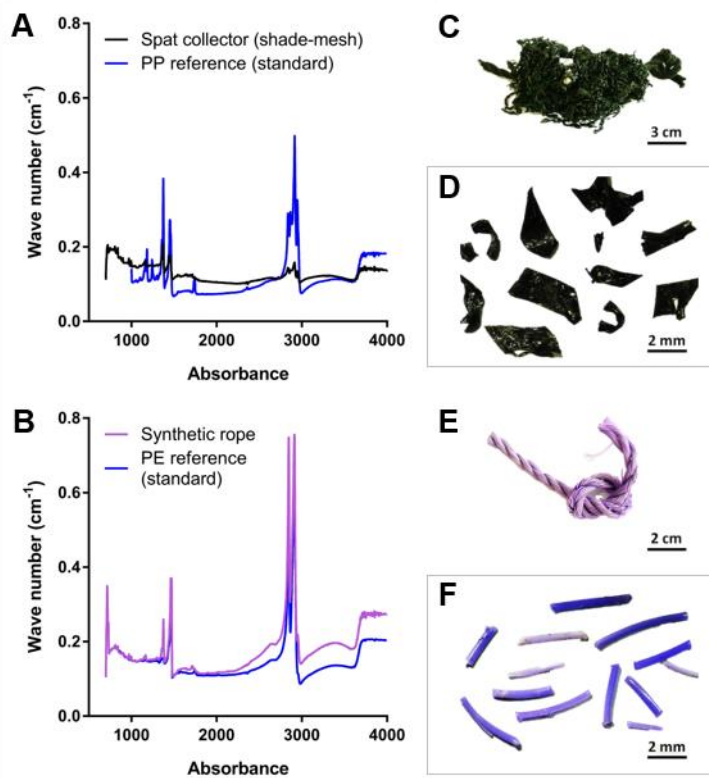 A
0.8
0.6
0.4
0.2
0.0
Wave number (cm⁻¹)
Spat collector (shade-mesh)
PP reference (standard)
1000 2000 3000 4000
Absorbance
C
3 cm
D
2 mm
B
0.8
0.6
0.4
0.2
0.0
Wave number (cm⁻¹)
Synthetic rope
PE reference
(standard)
1000 2000 3000 4000
Absorbance
E
2 cm
F
2 mm